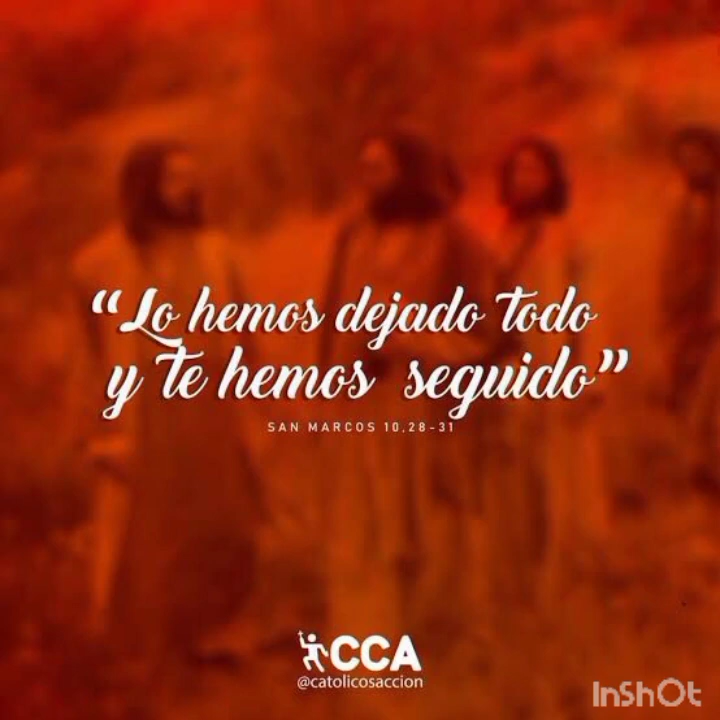 “Lo hemos dejado todo
y te hemos seguido”
SAN MARCOS 10,28-31
CCA
@catolicosaccion
InShOt